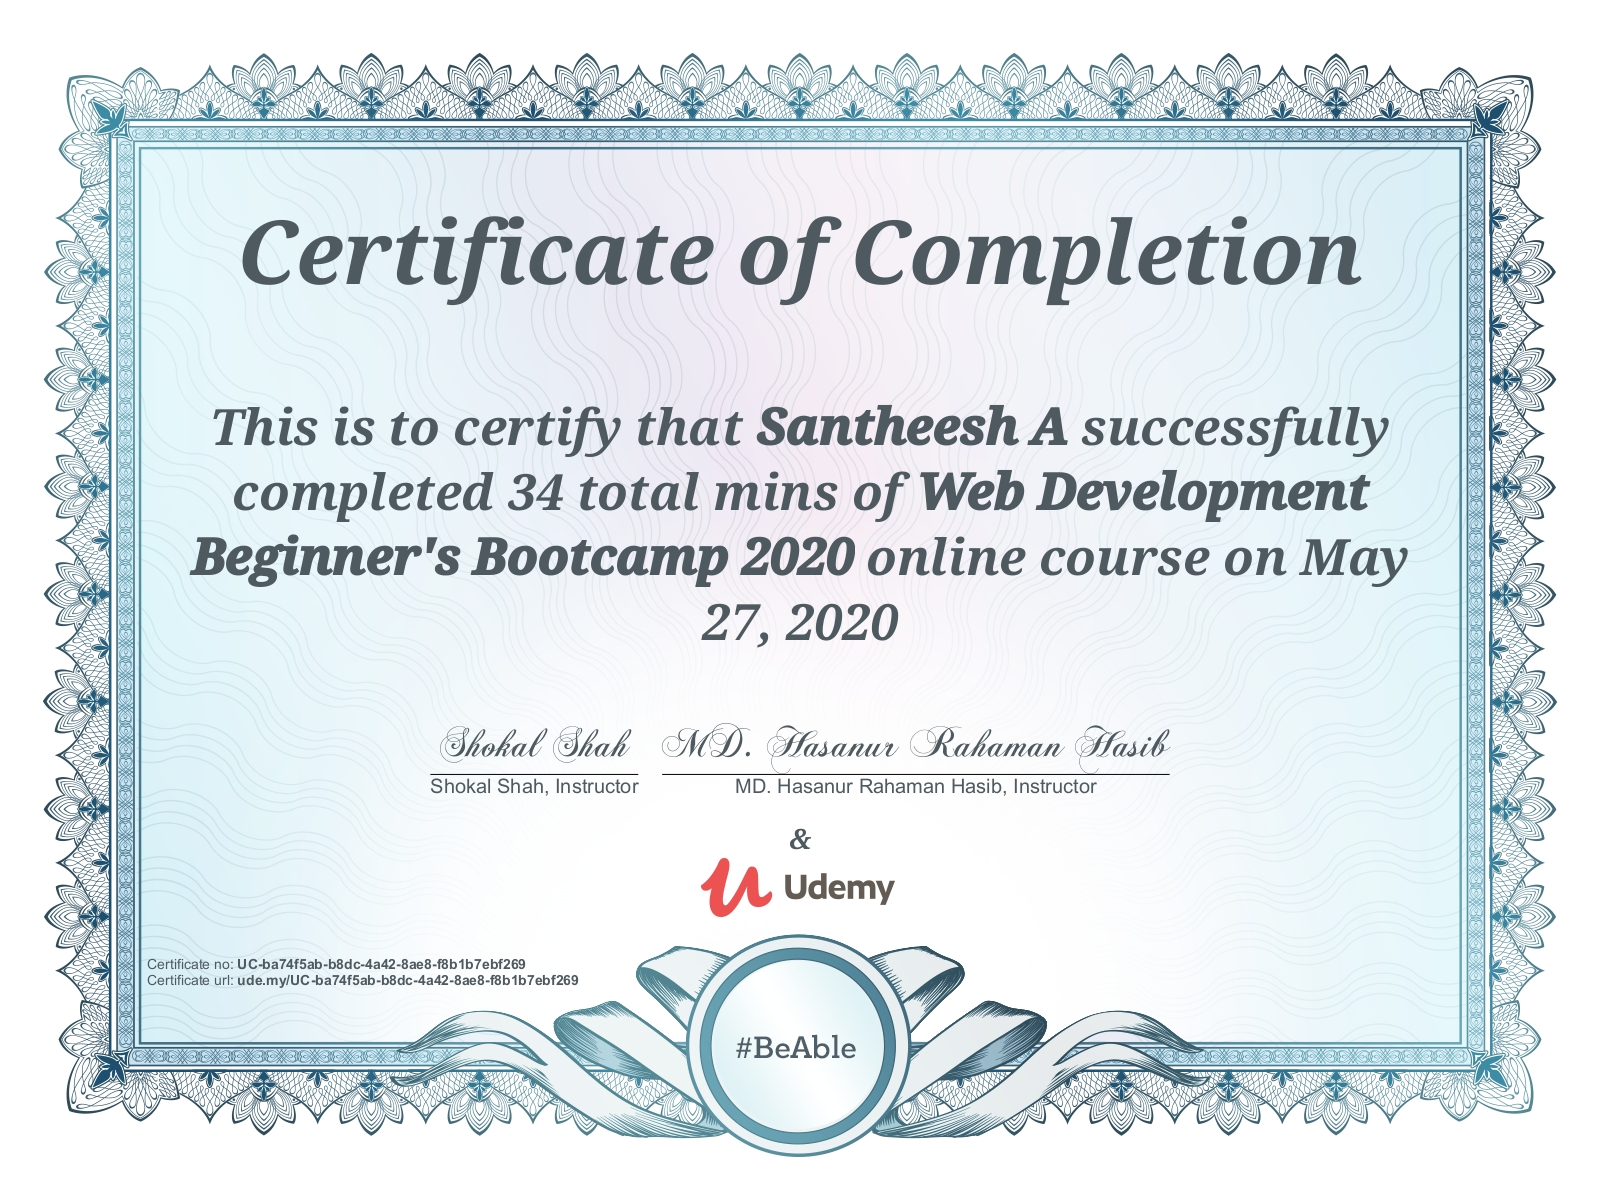 Certificate of Completion
This is to certify that Santheesh A successfully
completed 34 total mins of Web Development
Beginner's Bootcamp 2020 online course on May
27, 2020
Shokal Shah MD. Hasanur Rahaman Hasib
Shokal Shah, Instructor MD. Hasanur Rahaman Hasib, Instructor
&
Udemy
Certificate no: UC-ba74f5ab-b8dc-4a42-8ae8-f8b1b7ebf269
Certificate url: ude.my/UC-ba74f5ab-b8dc-4a42-8ae8-f8b1b7ebf269
#BeAble